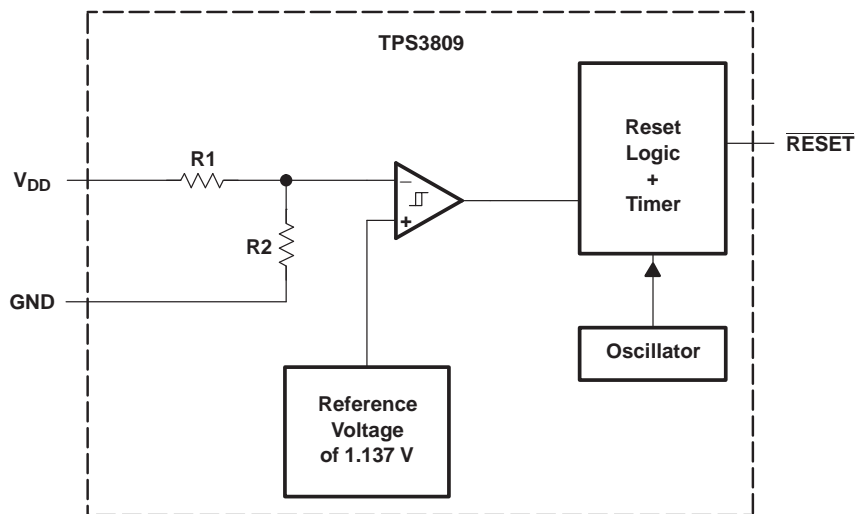 TPS3809
Reset
Logic
+
Timer
RESET
R1
VDD
−
+
R2
GND
Oscillator
Reference
Voltage
of 1.137 V